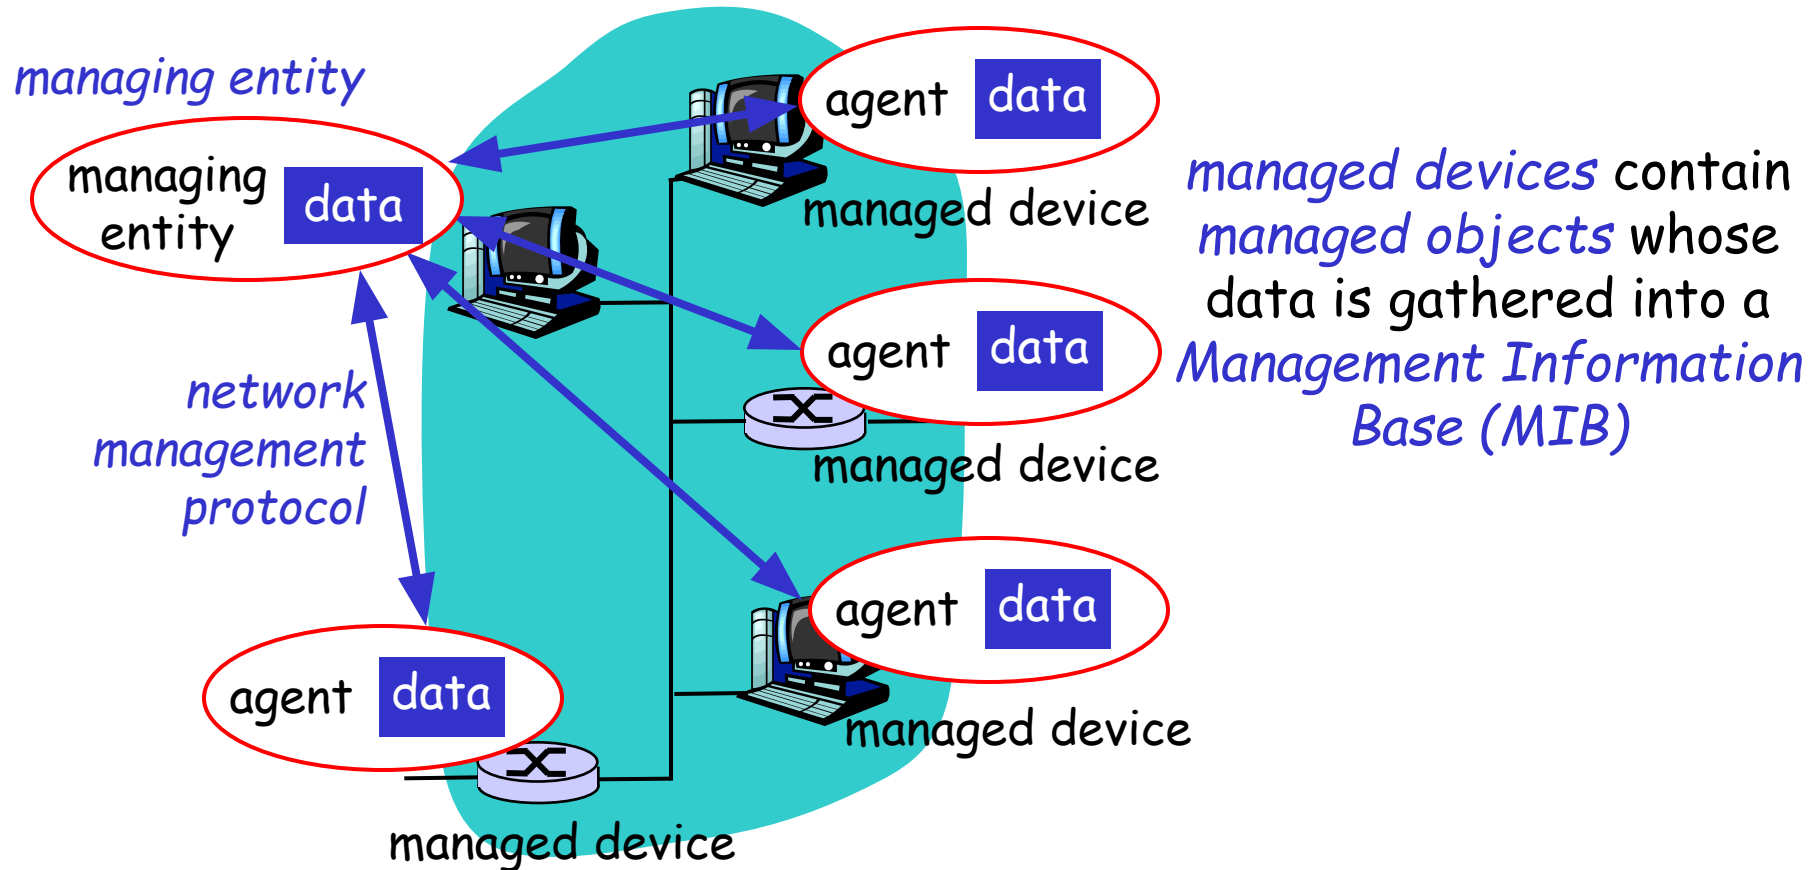 managing entity
managing
entity
data
agent data
managed device
agent data
managed device
agent data
managed device
network
management
protocol
agent data
managed device
managed devices contain
managed objects whose
data is gathered into a
Management Information
Base (MIB)